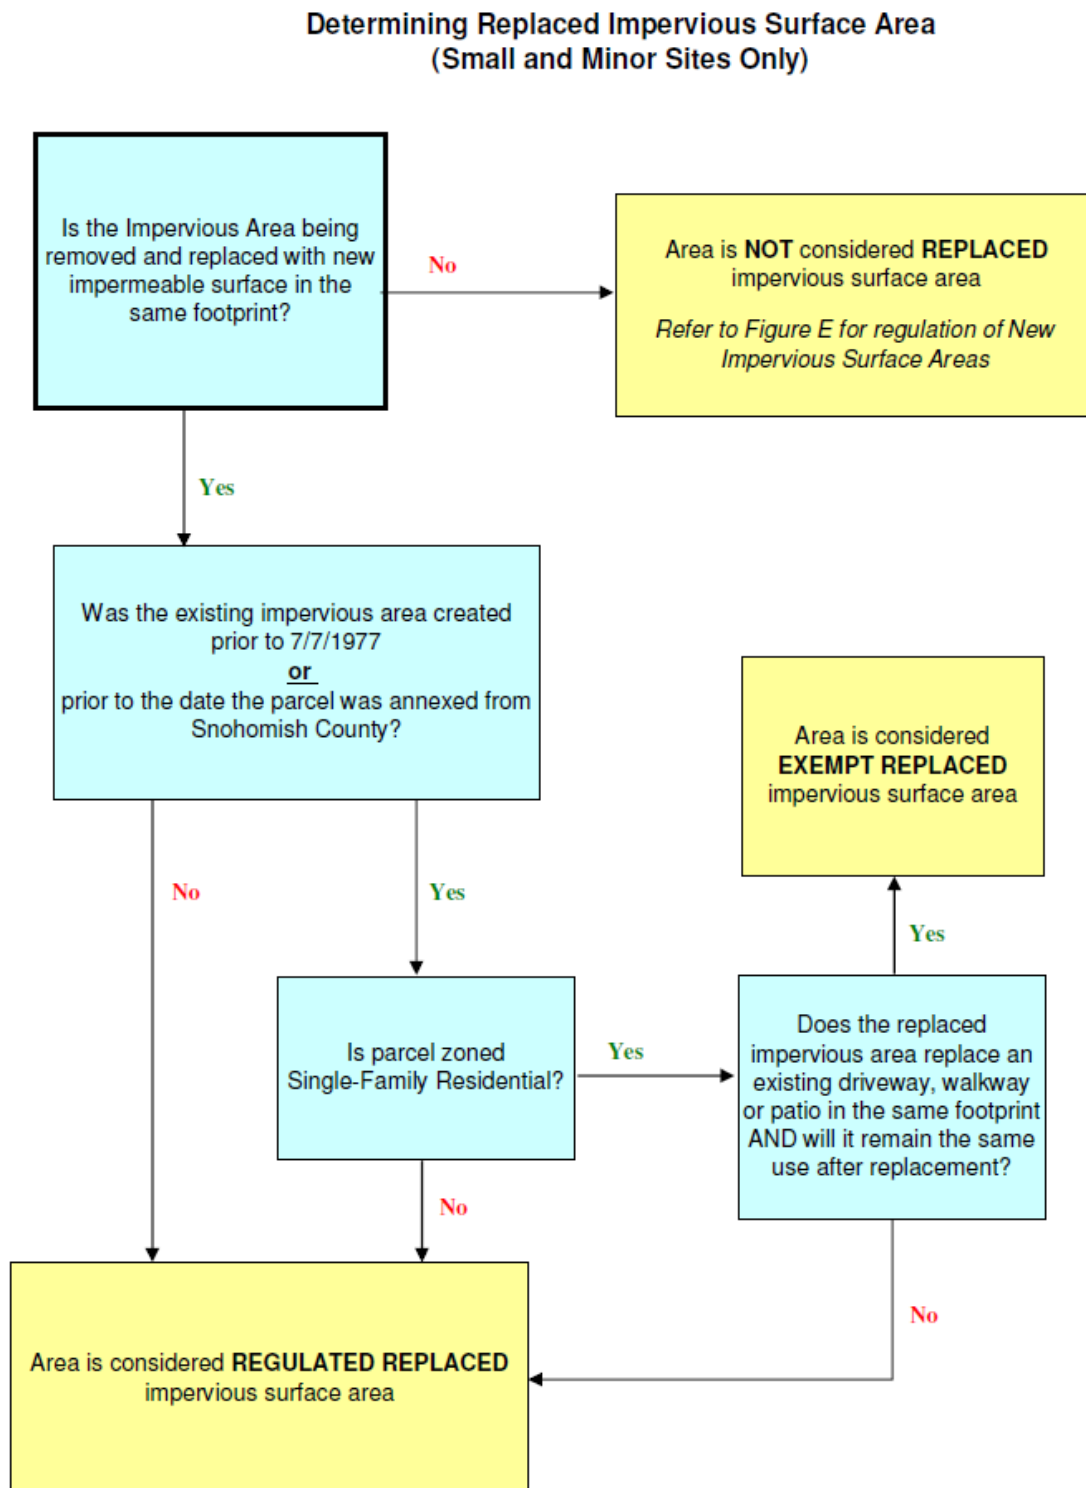 Determining Replaced Impervious Surface Area
(Small and Minor Sites Only)
Is the Impervious Area being
removed and replaced with new
impermeable surface in the
same footprint?
No
Area is NOT considered REPLACED
impervious surface area
Refer to Figure E for regulation of New
Impervious Surface Areas
Yes
Was the existing impervious area created
prior to 7/7/1977
or
prior to the date the parcel was annexed from
Snohomish County?
Area is considered
EXEMPT REPLACED
impervious surface area
No
Yes
Yes
Is parcel zoned
Single-Family Residential?
Yes
Does the replaced
impervious area replace an
existing driveway, walkway
or patio in the same footprint
AND will it remain the same
use after replacement?
No
No
Area is considered REGULATED REPLACED
impervious surface area